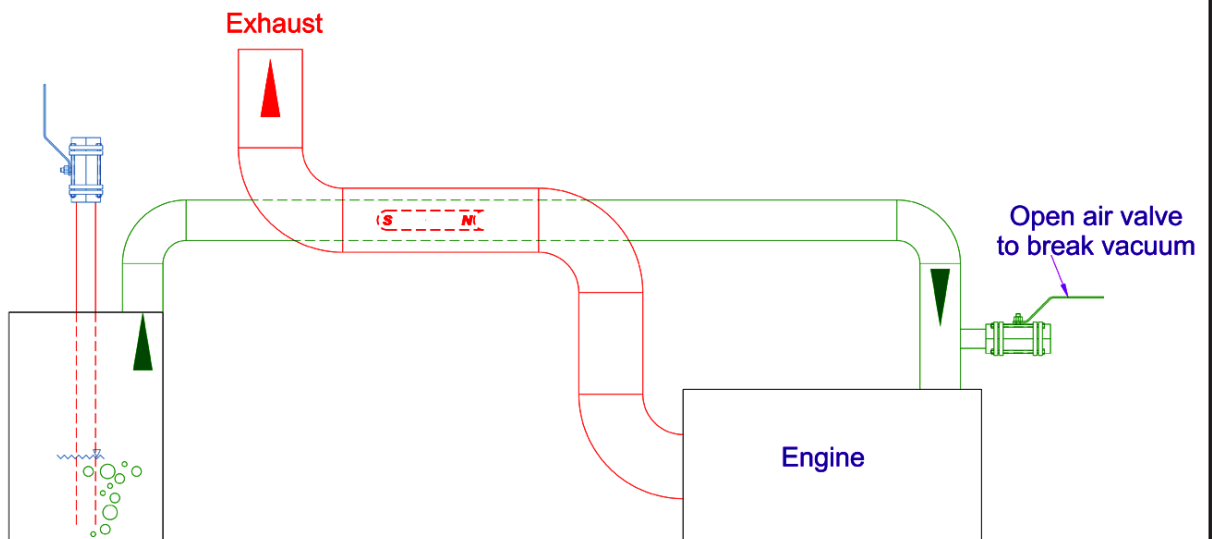 Exhaust
S N
Open air valve
to break vacuum
Engine